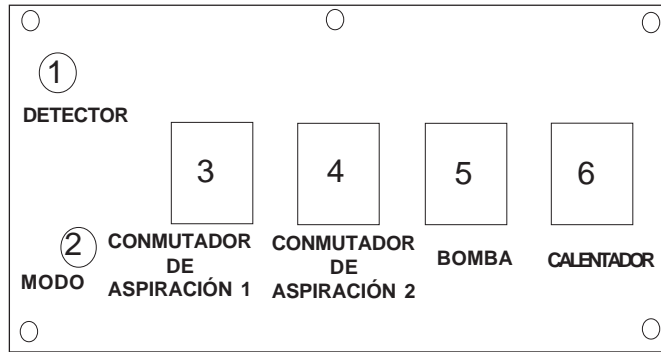 1
DETECTOR
3
4
5
6
2
MODO
CONMUTADOR
DE
ASPIRACIÓN 1
CONMUTADOR
DE
ASPIRACIÓN 2
BOMBA
CALENTADOR